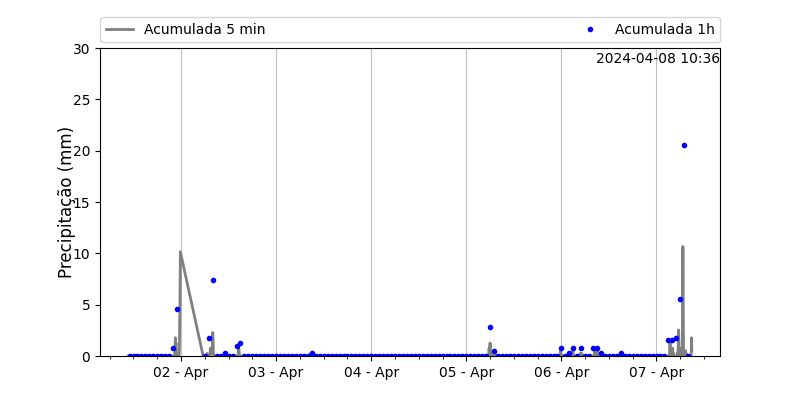 Acumulada 5 min
Acumulada 1h
2024-04-08 10:36
Precipitação (mm)
30
25
20
15
10
5
0
02 - Apr
03 - Apr
04 - Apr
05 - Apr
06 - Apr
07 - Apr